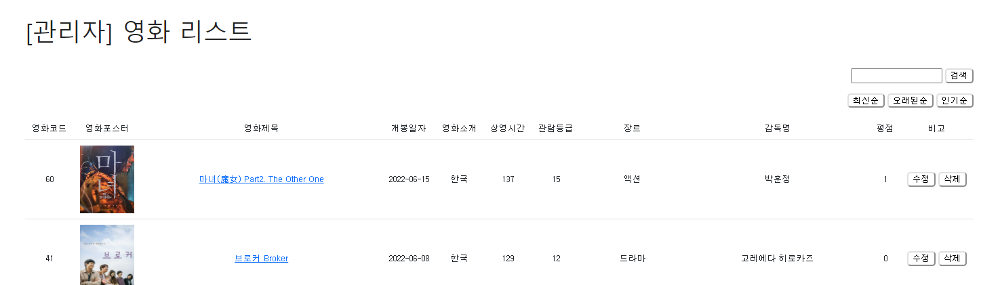 [관리자] 영화 리스트
검색
최신순 오래된순 인기순
영화코드 영화포스터 영화제목 개봉일자 영화소개 상영시간 관람등급 장르 감독명 평점 비고
마녀
60 마녀(魔女) Part2. The Other One 2022-06-15 한국 137 15 액션 박훈정 1 수정 삭제
브로커
41 브로커 Broker 2022-06-08 한국 129 12 드라마 고레에다 히로카즈 0 수정 삭제